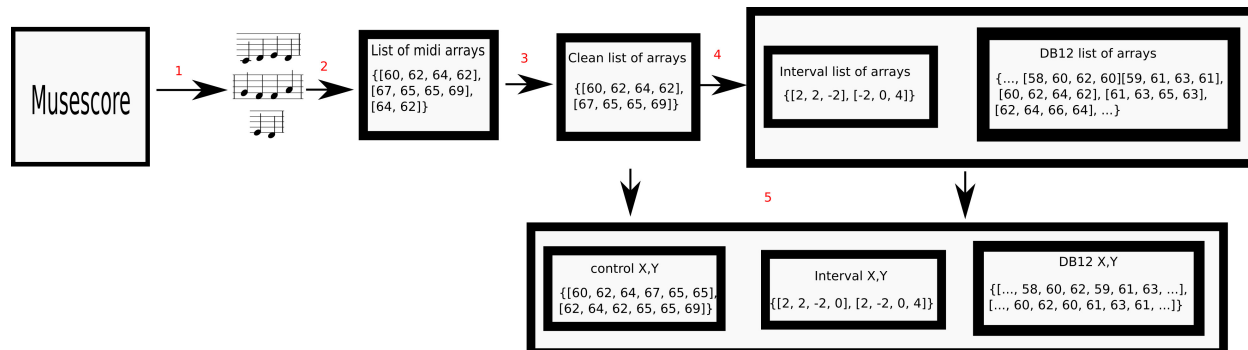 Musescore
1
2
List of midi arrays
{[60, 62, 64, 62],
[67, 65, 65, 69],
[64, 62]}
3
Clean list of arrays
{[60, 62, 64, 62],
[67, 65, 65, 69]}
4
Interval list of arrays
{[2, 2, -2], [-2, 0, 4]}
DB12 list of arrays
{..., [58, 60, 62, 60][59, 61, 63, 61],
[60, 62, 64, 62], [61, 63, 65, 63],
[62, 64, 66, 64], ...}
5
control X,Y
{[60, 62, 64, 67, 65, 65],
[62, 64, 62, 65, 65, 69]}
Interval X,Y
{[2, 2, -2, 0], [2, -2, 0, 4]}
DB12 X,Y
{[..., 58, 60, 62, 59, 61, 63, ...],
[..., 60, 62, 60, 61, 63, 61, ...]}